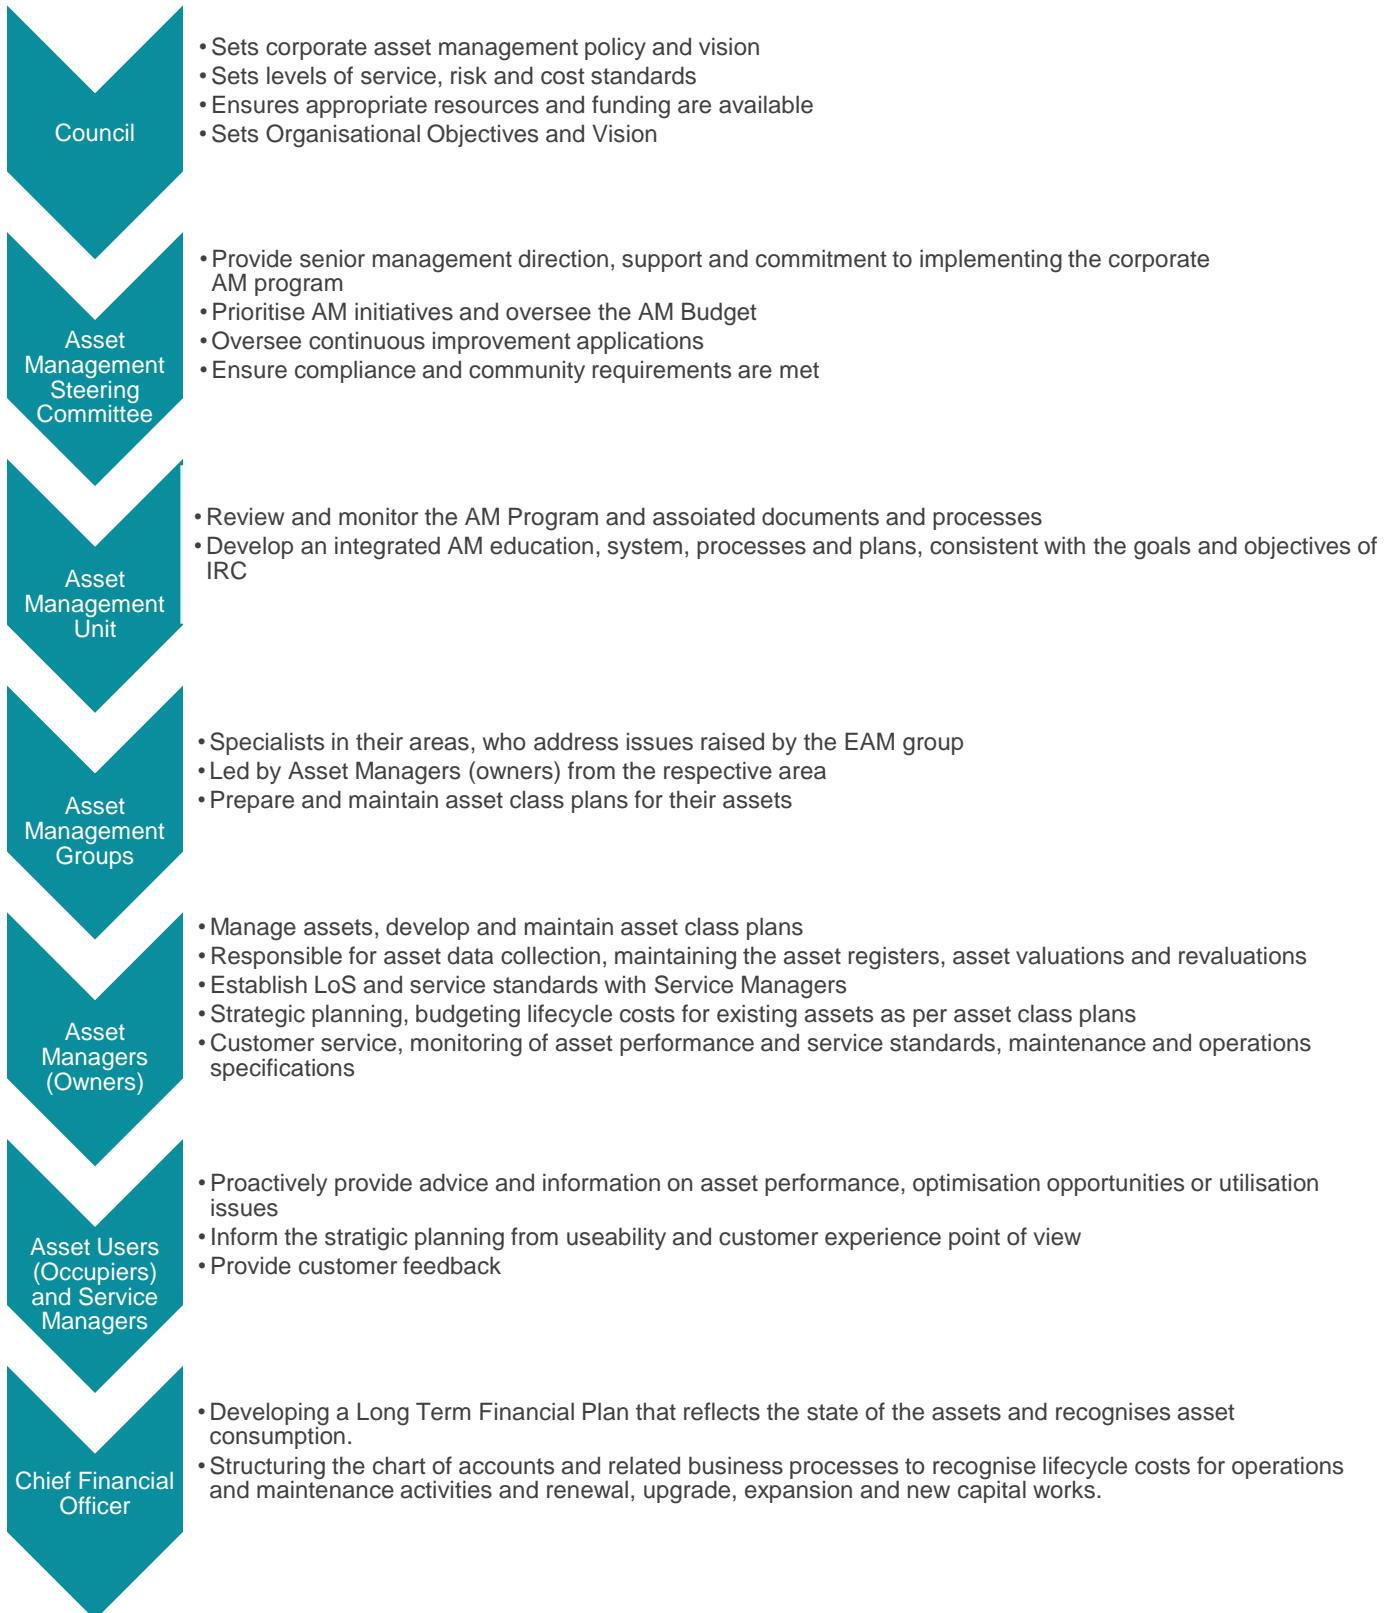 Council
• Sets corporate asset management policy and vision
• Sets levels of service, risk and cost standards
• Ensures appropriate resources and funding are available
• Sets Organisational Objectives and Vision
Asset
Management
Steering
Committee
• Provide senior management direction, support and commitment to implementing the corporate
AM program
• Prioritise AM initiatives and oversee the AM Budget
• Oversee continuous improvement applications
• Ensure compliance and community requirements are met
Asset
Management
Unit
• Review and monitor the AM Program and assoiated documents and processes
• Develop an integrated AM education, system, processes and plans, consistent with the goals and objectives of
IRC
Asset
Management
Groups
• Specialists in their areas, who address issues raised by the EAM group
• Led by Asset Managers (owners) from the respective area
• Prepare and maintain asset class plans for their assets
Asset
Managers
(Owners)
• Manage assets, develop and maintain asset class plans
• Responsible for asset data collection, maintaining the asset registers, asset valuations and revaluations
• Establish LoS and service standards with Service Managers
• Strategic planning, budgeting lifecycle costs for existing assets as per asset class plans
• Customer service, monitoring of asset performance and service standards, maintenance and operations
specifications
Asset Users
(Occupiers)
and Service
Managers
• Proactively provide advice and information on asset performance, optimisation opportunities or utilisation
issues
• Inform the stratigic planning from useability and customer experience point of view
• Provide customer feedback
Chief Financial
Officer
• Developing a Long Term Financial Plan that reflects the state of the assets and recognises asset
consumption.
• Structuring the chart of accounts and related business processes to recognise lifecycle costs for operations
and maintenance activities and renewal, upgrade, expansion and new capital works.